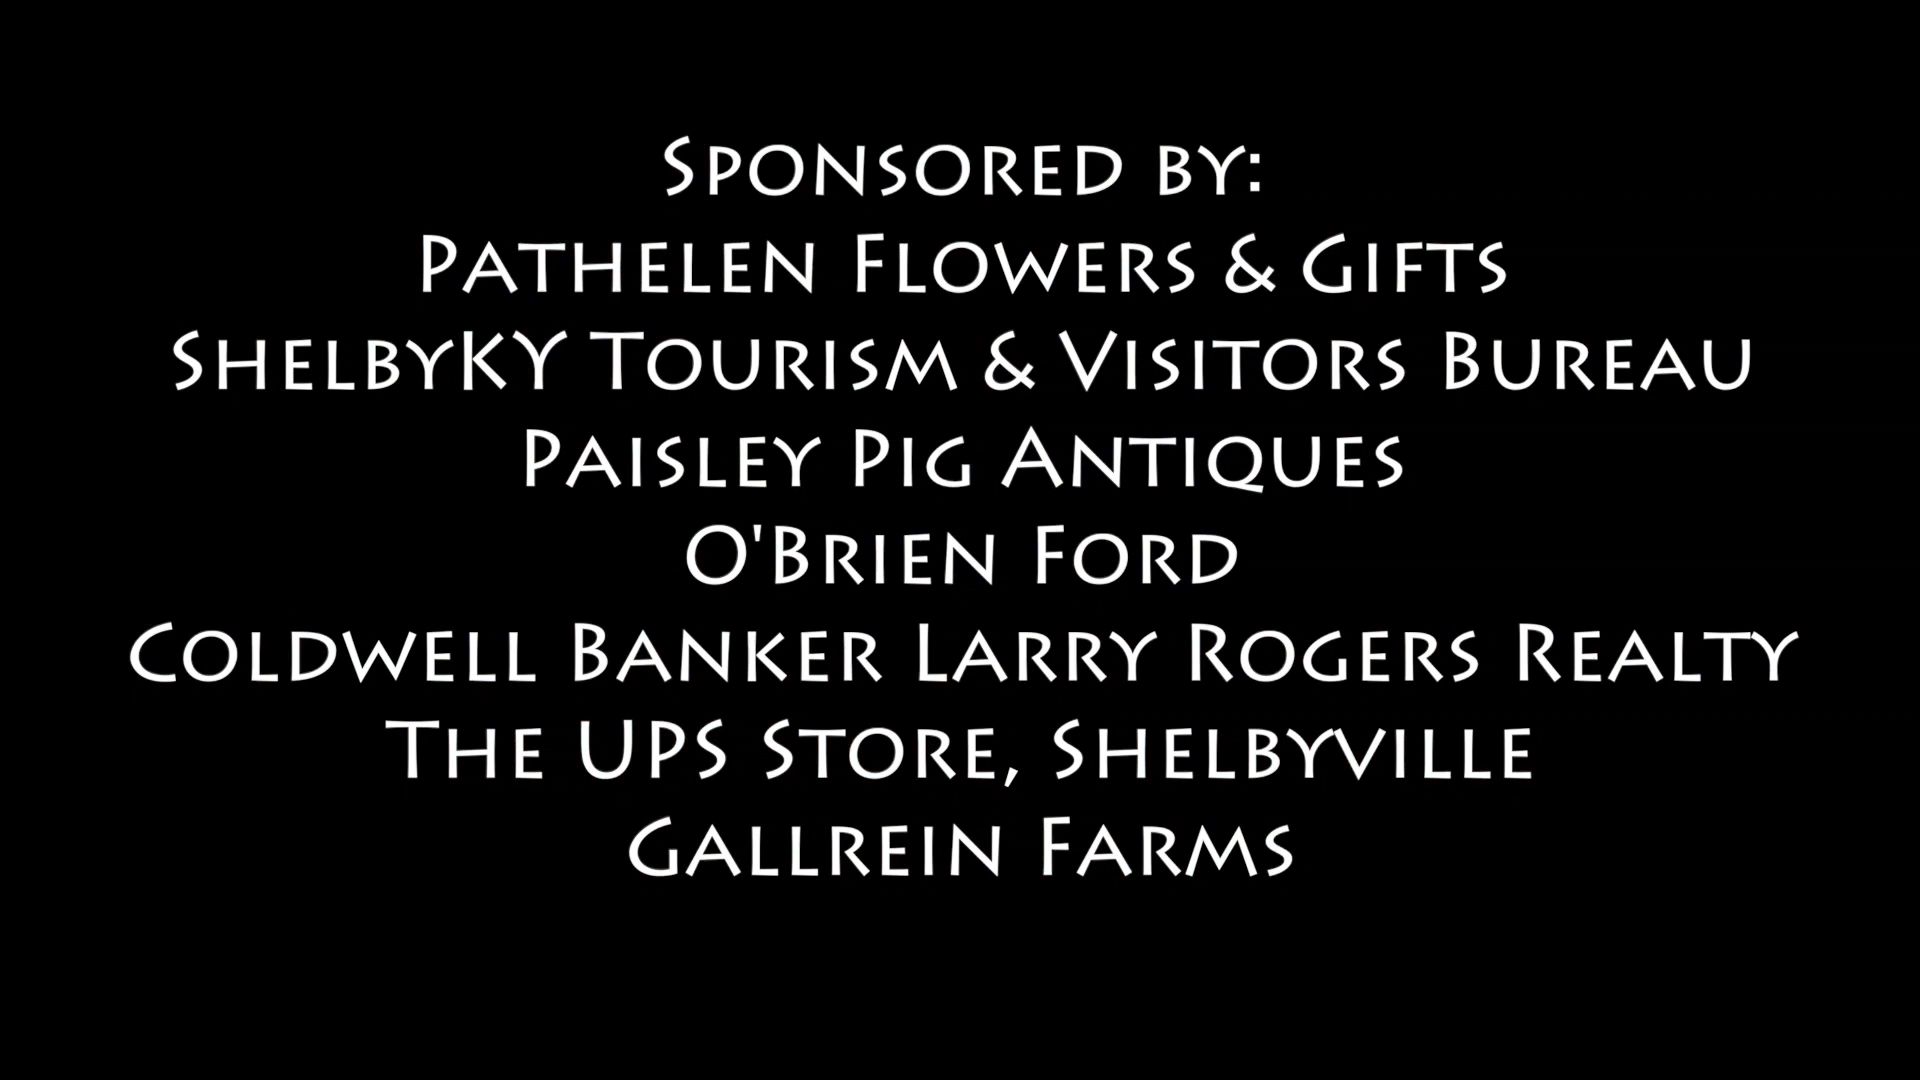 Sponsored by:
Pathelen Flowers & Gifts
ShelbyKY Tourism & Visitors Bureau
Paisley Pig Antiques
O'Brien Ford
Coldwell Banker Larry Rogers Realty
The UPS Store, Shelbyville
Gallrein Farms